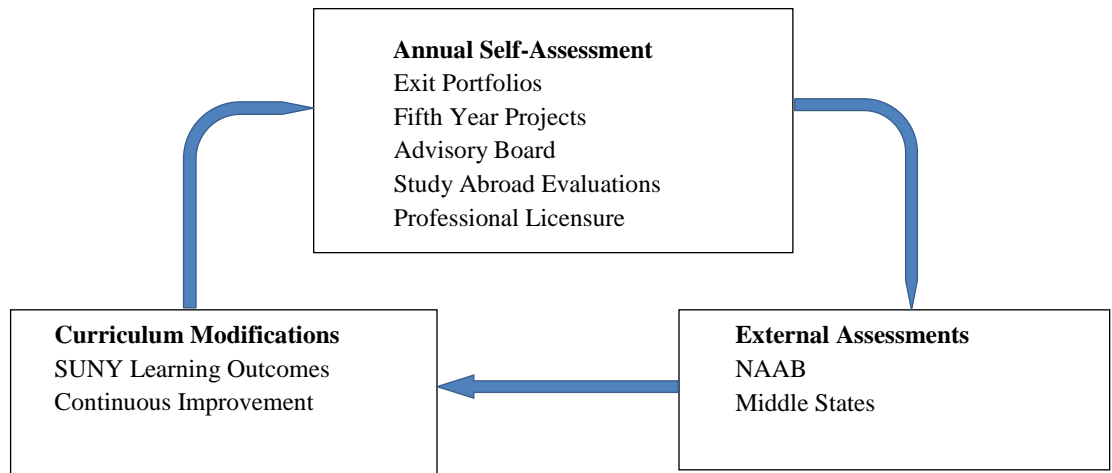 Annual Self-Assessment
Exit Portfolios
Fifth Year Projects
Advisory Board
Study Abroad Evaluations
Professional Licensure
Curriculum Modifications
SUNY Learning Outcomes
Continuous Improvement
External Assessments
NAAB
Middle States